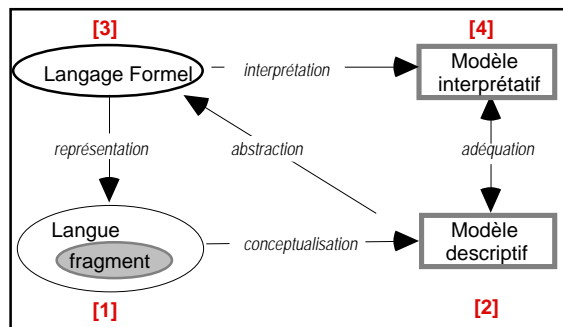 [3]
[4]
Langage Formel
interprétation
Modèle
interprétatif
représentation
abstraction
adéquation
Langue
fragment
conceptualisation
Modèle
descriptif
[1]
[2]